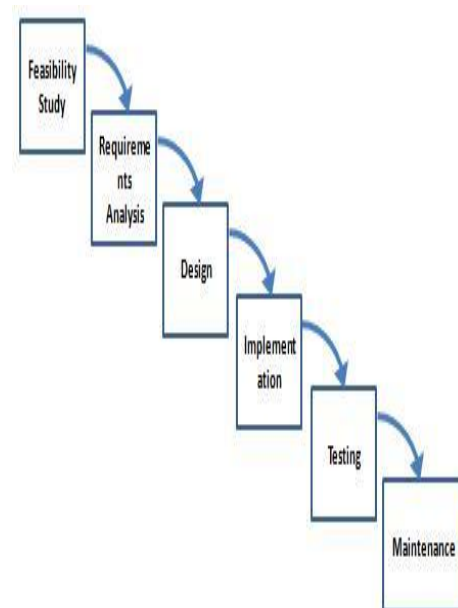 Feasibility
Study
Requireme
nts
Analysis
Design
Implement
ation
Testing
Maintenance